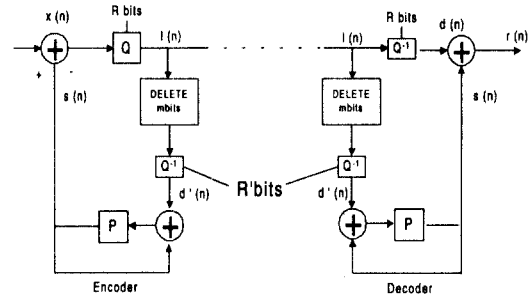 R bits
x (n)
Q
I (n)
+
-
s (n)
DELETE
mbits
Q-1
d ' (n)
P
Encoder
R'bits
I (n)
R bits
Q-1
d (n)
r (n)
s (n)
DELETE
mbits
Q-1
d ' (n)
P
Decoder